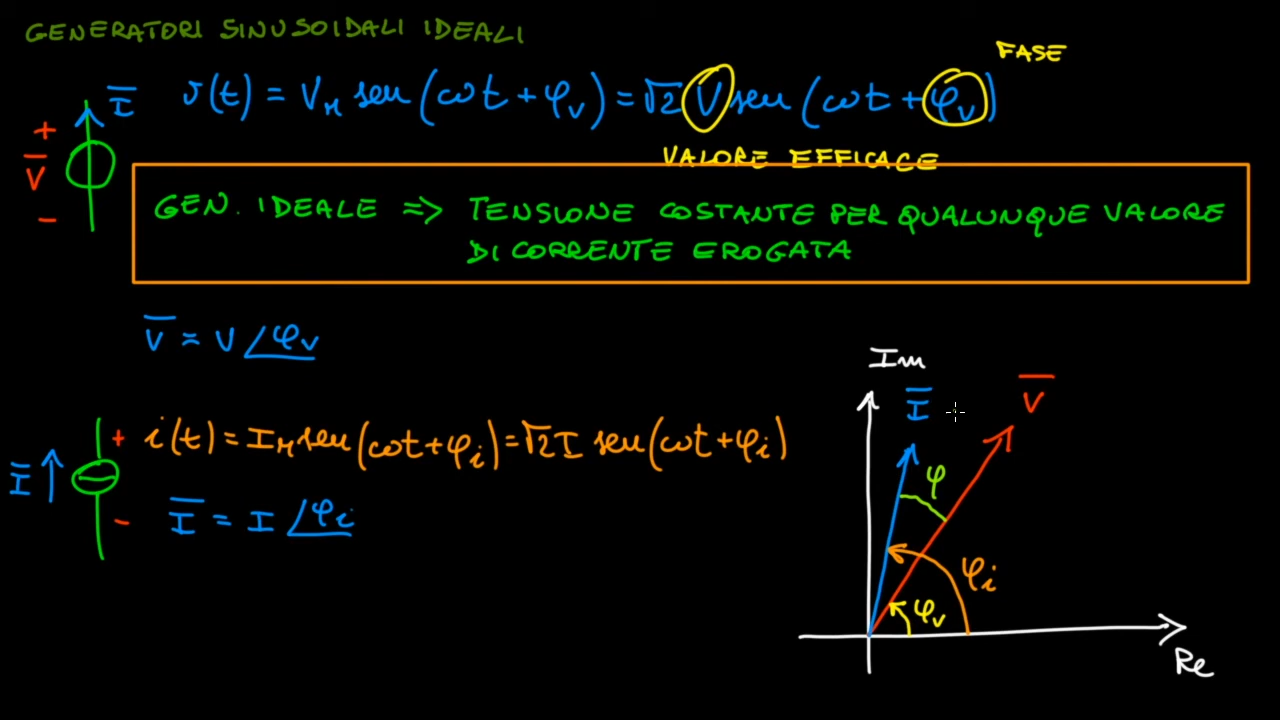 GENERATORI SINUSOIDALI IDEALI
FASE
I̅
v(t) = V_M sen(ωt + φ_v) = √2 V sen(ωt + φ_v)
+
V̅
−
VALORE EFFICACE
GEN. IDEALE => TENSIONE COSTANTE PER QUALUNQUE VALORE
DI CORRENTE EROGATA
V̅ = V ∠φ_v
I̅
+
−
i(t) = I_M sen(ωt + φ_i) = √2 I sen(ωt + φ_i)
I̅ = I ∠φ_i
Im
I̅
V̅
φ
φ_i
φ_v
Re